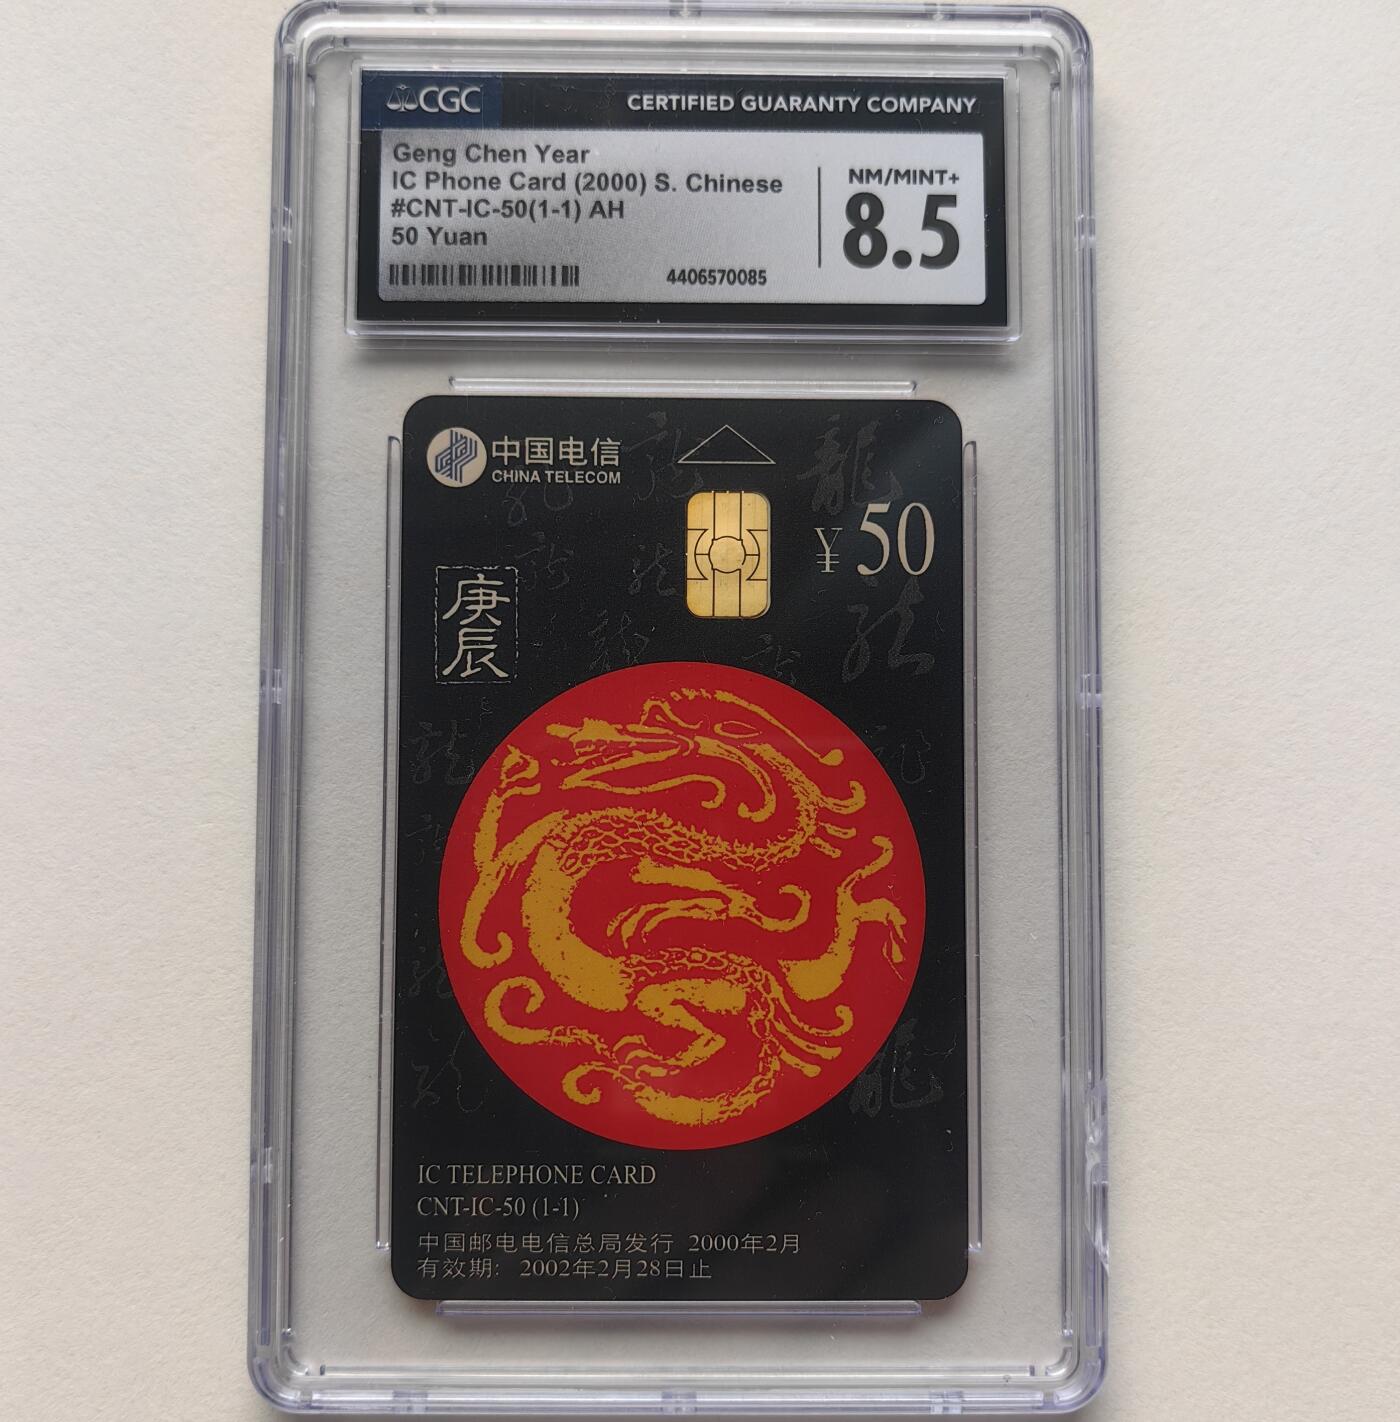 CGC
CERTIFIED GUARANTY COMPANY
Geng Chen Year
IC Phone Card (2000) S. Chinese
#CNT-IC-50(1-1) AH
50 Yuan
4406570085
NM/MINT+
8.5
中国电信
CHINA TELECOM
¥50
庚辰
龍
龍
IC TELEPHONE CARD
CNT-IC-50 (1-1)
中国邮电电信总局发行 2000年2月
有效期: 2002年2月28日止